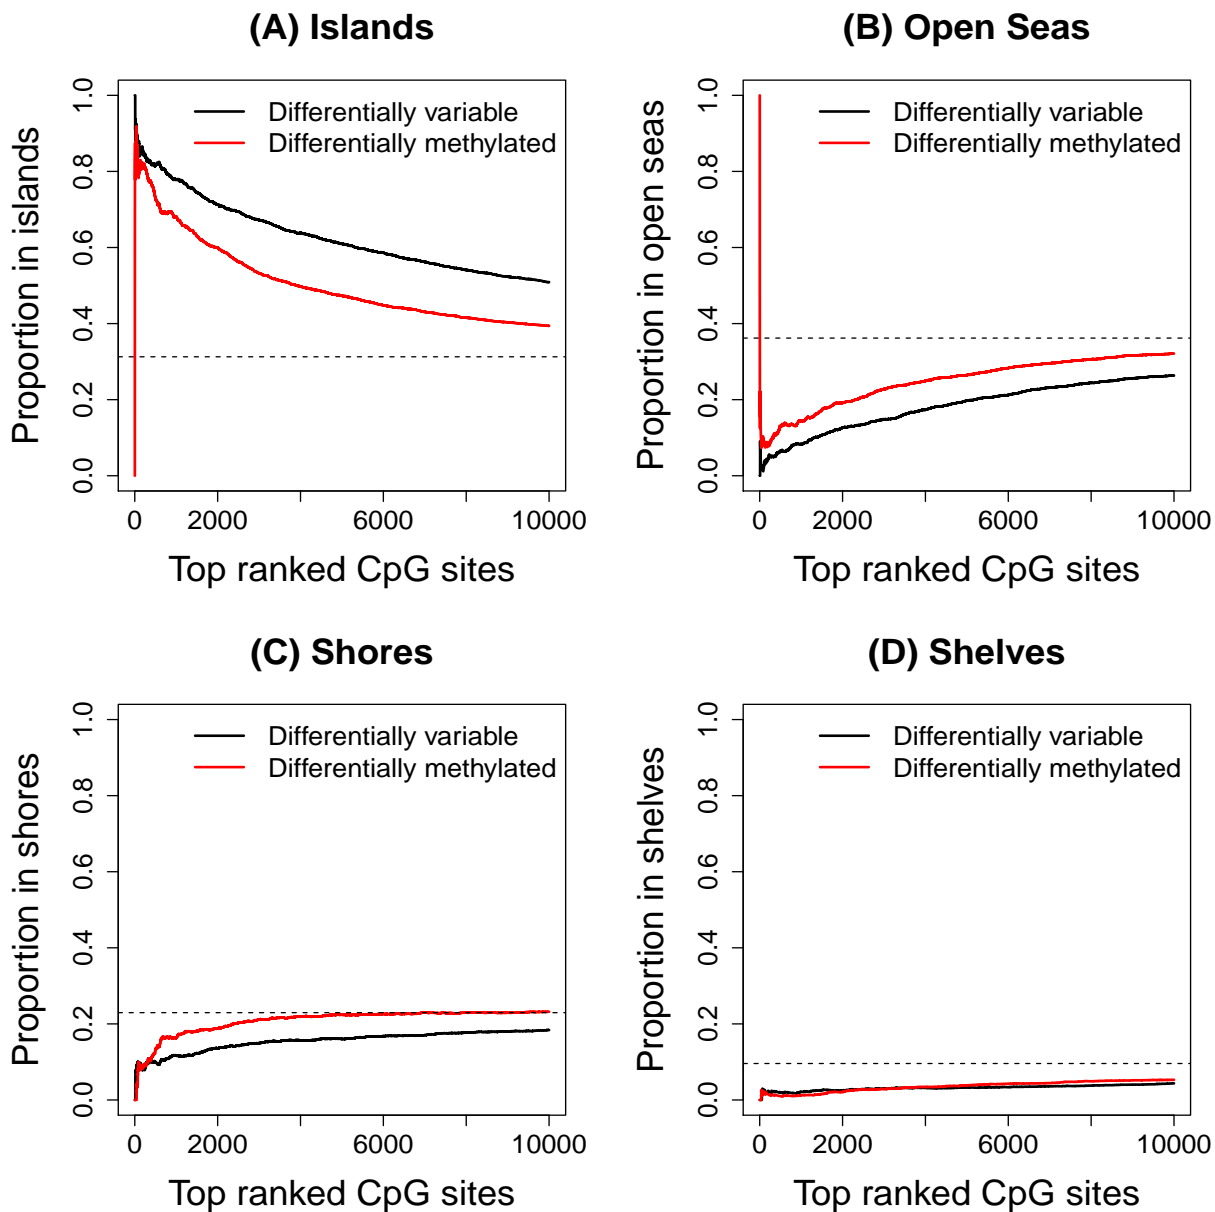 (A) Islands
Differentially variable
Differentially methylated
Proportion in islands
0.0 0.2 0.4 0.6 0.8 1.0
0 2000 6000 10000
Top ranked CpG sites
(B) Open Seas
Differentially variable
Differentially methylated
Proportion in open seas
0.0 0.2 0.4 0.6 0.8 1.0
0 2000 6000 10000
Top ranked CpG sites
(C) Shores
Differentially variable
Differentially methylated
Proportion in shores
0.0 0.2 0.4 0.6 0.8 1.0
0 2000 6000 10000
Top ranked CpG sites
(D) Shelves
Differentially variable
Differentially methylated
Proportion in shelves
0.0 0.2 0.4 0.6 0.8 1.0
0 2000 6000 10000
Top ranked CpG sites